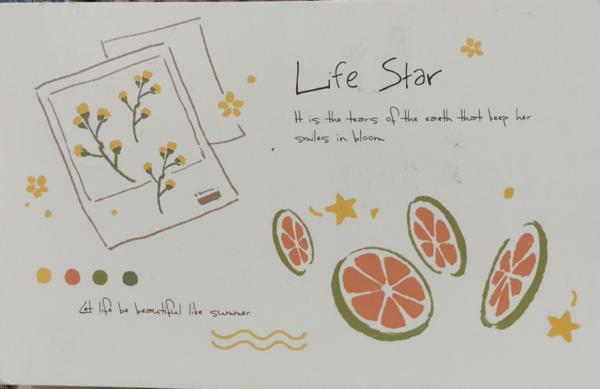 Life Star
It is the tears of the earth that keep her
smiles in bloom.
Let life be beautiful like summer